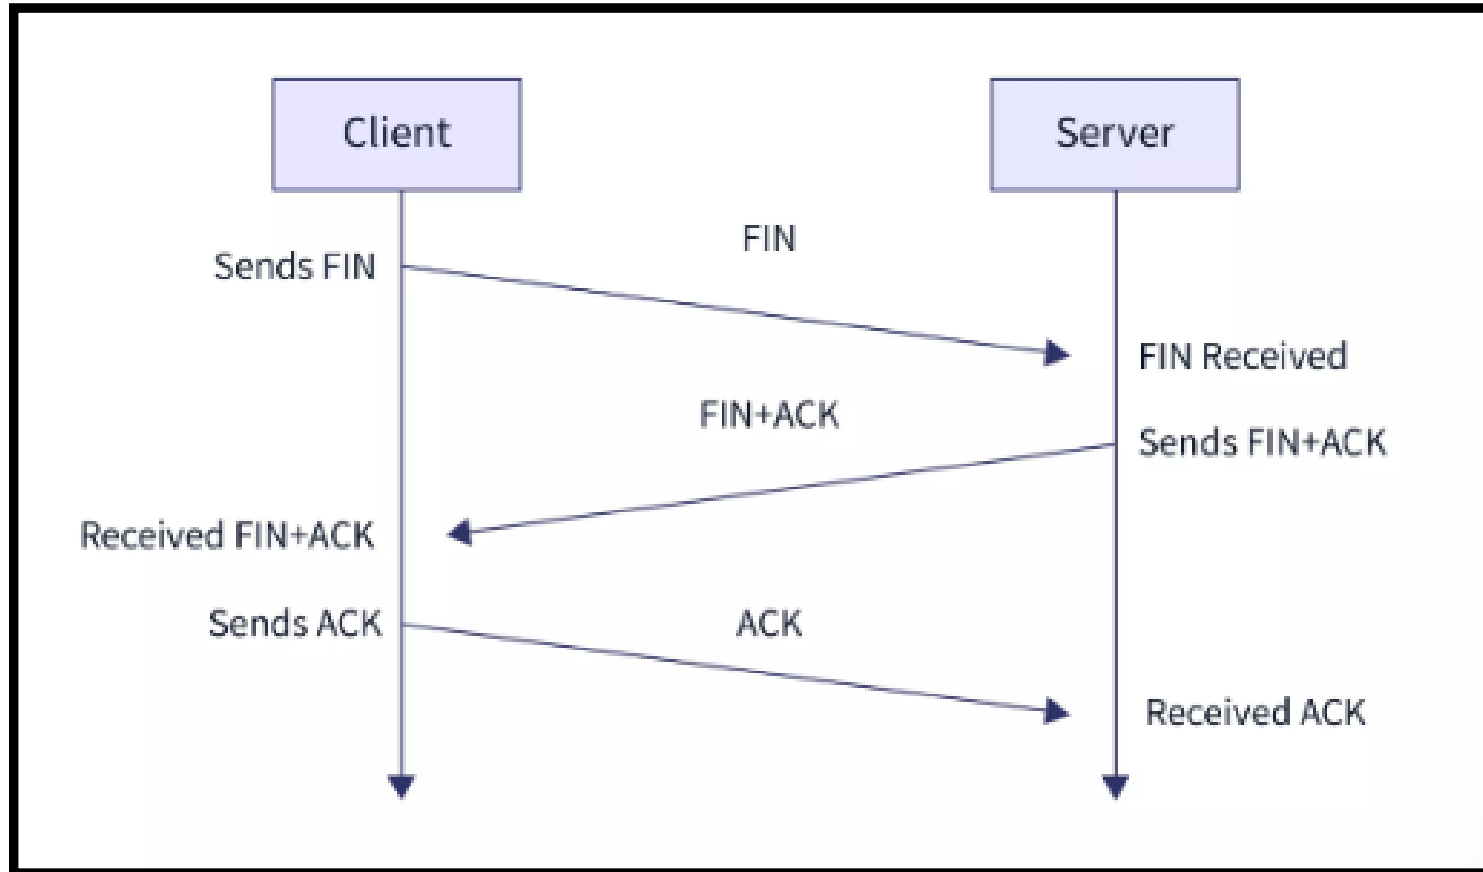 Client
Server
FIN
Sends FIN
FIN Received
FIN+ACK
Sends FIN+ACK
Received FIN+ACK
Sends ACK
ACK
Received ACK